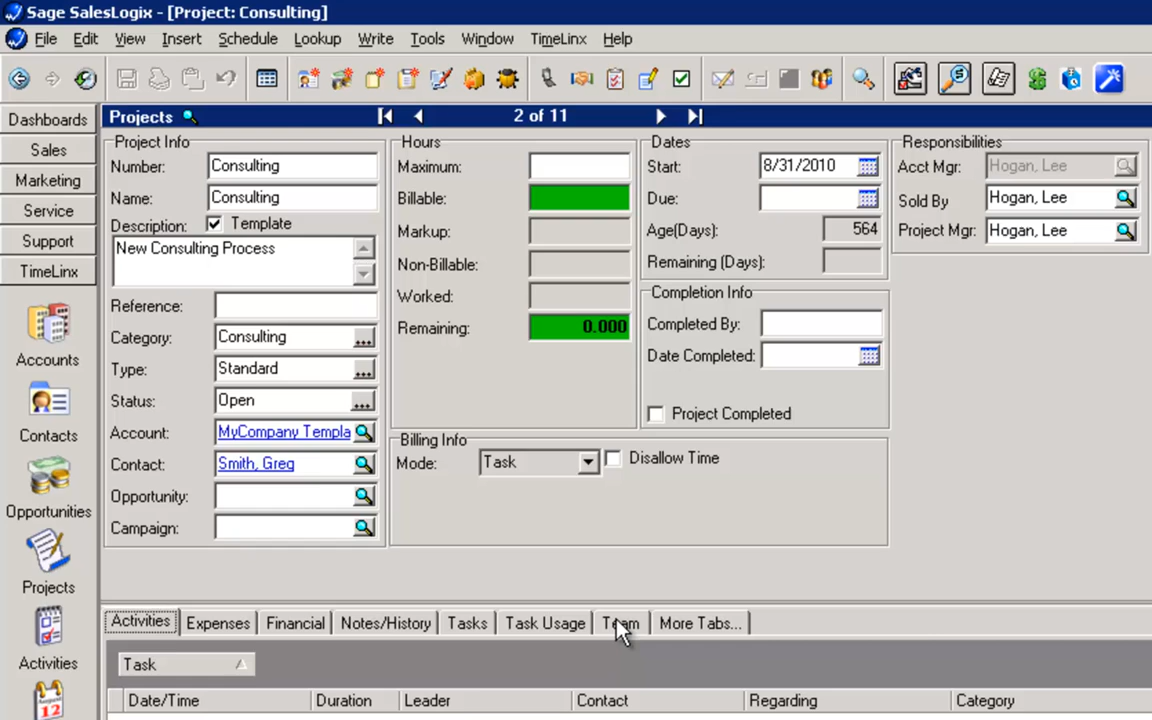 Sage SalesLogix - [Project: Consulting]
File Edit View Insert Schedule Lookup Write Tools Window TimeLinx Help
Dashboards
Sales
Marketing
Service
Support
TimeLinx
Accounts
Contacts
Opportunities
Projects
Activities
12
Projects 2 of 11
Project Info
Number: Consulting
Name: Consulting
Description: Template
New Consulting Process
Reference:
Category: Consulting ...
Type: Standard ...
Status: Open ...
Account: MyCompany Templa
Contact: Smith, Greg
Opportunity:
Campaign:
Hours
Maximum:
Billable:
Markup:
Non-Billable:
Worked:
Remaining: 0.000
Dates
Start: 8/31/2010
Due:
Age(Days): 564
Remaining (Days):
Completion Info
Completed By:
Date Completed:
Project Completed
Responsibilities
Acct Mgr: Hogan, Lee
Sold By Hogan, Lee
Project Mgr: Hogan, Lee
Billing Info
Mode: Task Disallow Time
Activities Expenses Financial Notes/History Tasks Task Usage Team More Tabs...
Task
Date/Time Duration Leader Contact Regarding Category